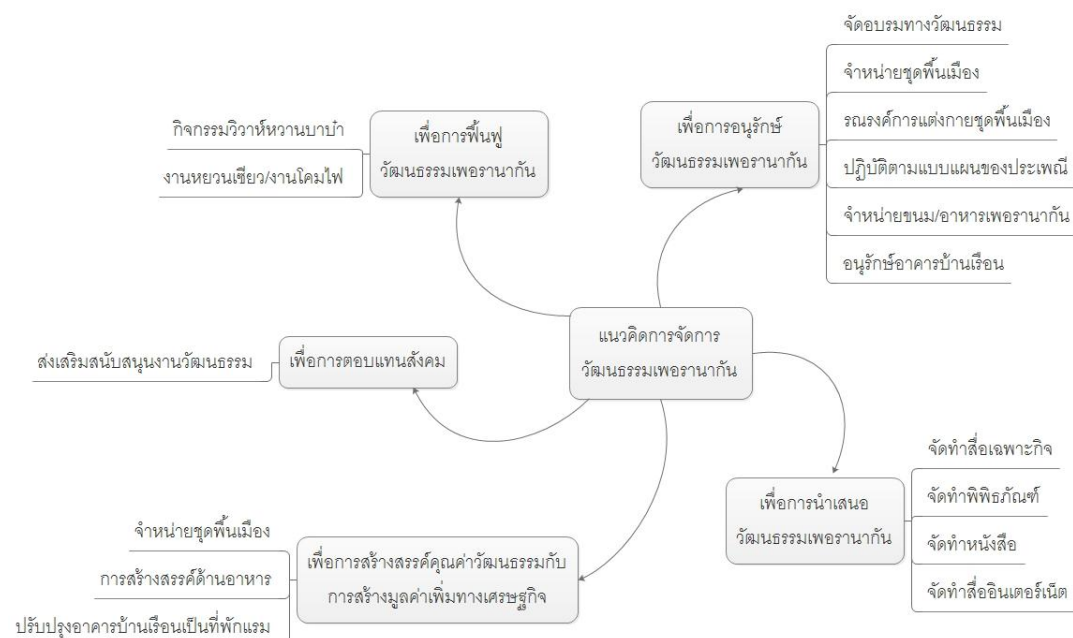 จัดอบรมทางวัฒนธรรม
จำหน่ายชุดพื้นเมือง
รณรงค์การแต่งกายชุดพื้นเมือง
ปฏิบัติตามแบบแผนของประเพณี
จำหน่ายขนม/อาหารเพอรานากัน
อนุรักษ์อาคารบ้านเรือน
เพื่อการอนุรักษ์
วัฒนธรรมเพอรานากัน
กิจกรรมวิวาห์หวานบาบ๋า
งานหยวนเซียว/งานโคมไฟ
เพื่อการฟื้นฟู
วัฒนธรรมเพอรานากัน
แนวคิดการจัดการ
วัฒนธรรมเพอรานากัน
ส่งเสริมสนับสนุนงานวัฒนธรรม
เพื่อการตอบแทนสังคม
เพื่อการนำเสนอ
วัฒนธรรมเพอรานากัน
จัดทำสื่อเฉพาะกิจ
จัดทำพิพิธภัณฑ์
จัดทำหนังสือ
จัดทำสื่ออินเตอร์เน็ต
จำหน่ายชุดพื้นเมือง
การสร้างสรรค์ด้านอาหาร
ปรับปรุงอาคารบ้านเรือนเป็นที่พักแรม
เพื่อการสร้างสรรค์คุณค่าวัฒนธรรมกับ
การสร้างมูลค่าเพิ่มทางเศรษฐกิจ